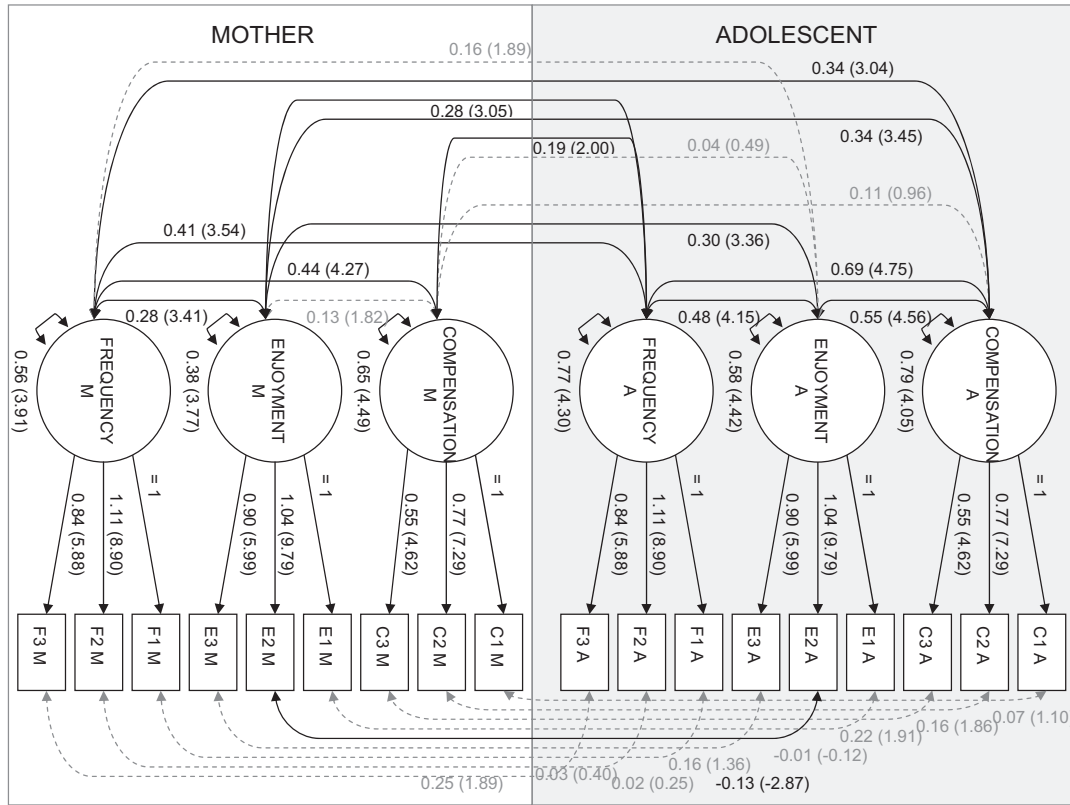 MOTHER
ADOLESCENT
0.16 (1.89)
0.34 (3.04)
0.28 (3.05)
0.34 (3.45)
0.19 (2.00)
0.04 (0.49)
0.11 (0.96)
0.41 (3.54)
0.30 (3.36)
0.44 (4.27)
0.69 (4.75)
0.28 (3.41)
0.13 (1.82)
0.48 (4.15)
0.55 (4.56)
0.56 (3.91)
FREQUENCY
M
0.38 (3.77)
ENJOYMENT
M
0.65 (4.49)
COMPENSATION
M
0.77 (4.30)
FREQUENCY
A
0.58 (4.42)
ENJOYMENT
A
0.79 (4.05)
COMPENSATION
A
0.84 (5.88)
1.11 (8.90)
= 1
0.90 (5.99)
1.04 (9.79)
= 1
0.55 (4.62)
0.77 (7.29)
= 1
0.84 (5.88)
1.11 (8.90)
= 1
0.90 (5.99)
1.04 (9.79)
= 1
0.55 (4.62)
0.77 (7.29)
= 1
F3 M
F2 M
F1 M
E3 M
E2 M
E1 M
C3 M
C2 M
C1 M
F3 A
F2 A
F1 A
E3 A
E2 A
E1 A
C3 A
C2 A
C1 A
0.07 (1.10
0.16 (1.86)
0.22 (1.91)
-0.01 (-0.12)
0.16 (1.36)
-0.13 (-2.87)
0.02 (0.25)
0.03 (0.40)
0.25 (1.89)